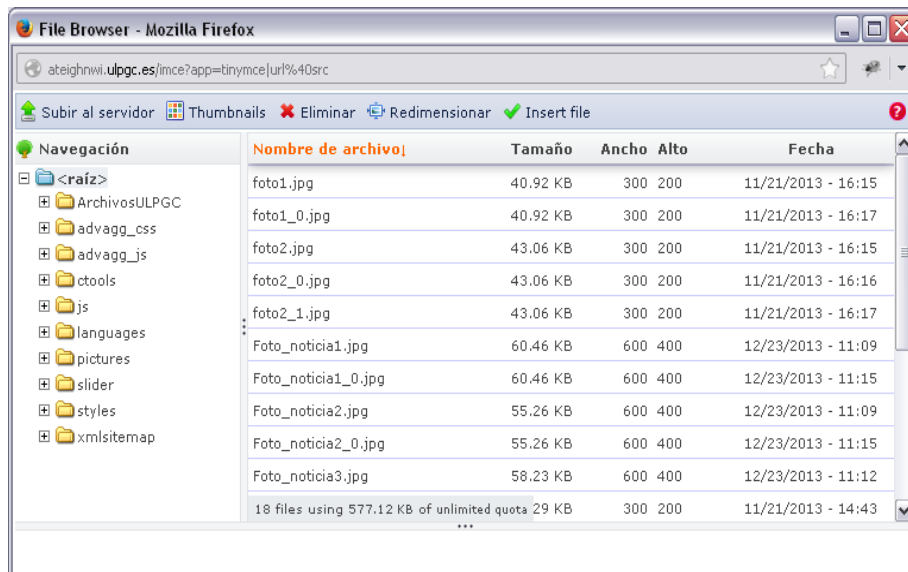 File Browser - Mozilla Firefox
ateighnwi.ulpgc.es/imce?app=tinymce|url%40src
Subir al servidor Thumbnails Eliminar Redimensionar Insert file ?
Navegación
<raíz>
ArchivosULPGC
advagg_css
advagg_js
ctools
js
languages
pictures
slider
styles
xmlsitemap
Nombre de archivo↓ Tamaño Ancho Alto Fecha
foto1.jpg 40.92 KB 300 200 11/21/2013 - 16:15
foto1_0.jpg 40.92 KB 300 200 11/21/2013 - 16:17
foto2.jpg 43.06 KB 300 200 11/21/2013 - 16:15
foto2_0.jpg 43.06 KB 300 200 11/21/2013 - 16:16
foto2_1.jpg 43.06 KB 300 200 11/21/2013 - 16:17
Foto_noticia1.jpg 60.46 KB 600 400 12/23/2013 - 11:09
Foto_noticia1_0.jpg 60.46 KB 600 400 12/23/2013 - 11:15
Foto_noticia2.jpg 55.26 KB 600 400 12/23/2013 - 11:09
Foto_noticia2_0.jpg 55.26 KB 600 400 12/23/2013 - 11:15
Foto_noticia3.jpg 58.23 KB 600 400 12/23/2013 - 11:12
18 files using 577.12 KB of unlimited quota 29 KB 300 200 11/21/2013 - 14:43